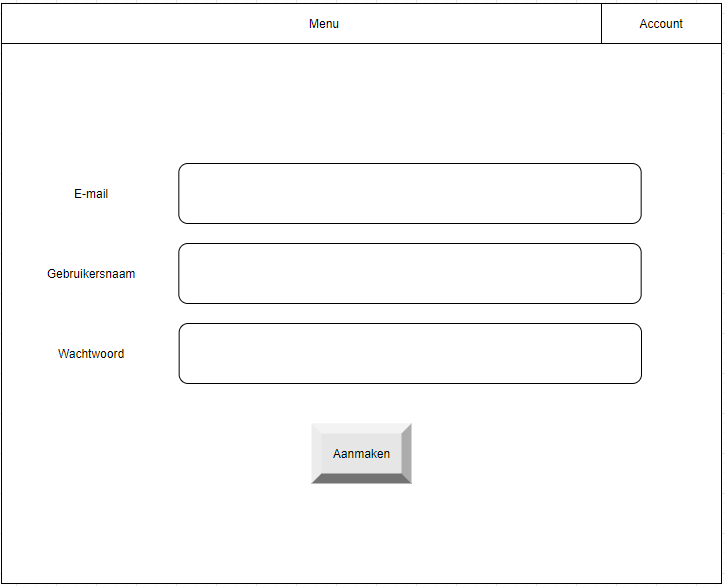 Menu
Account
E-mail
Gebruikersnaam
Wachtwoord
Aanmaken